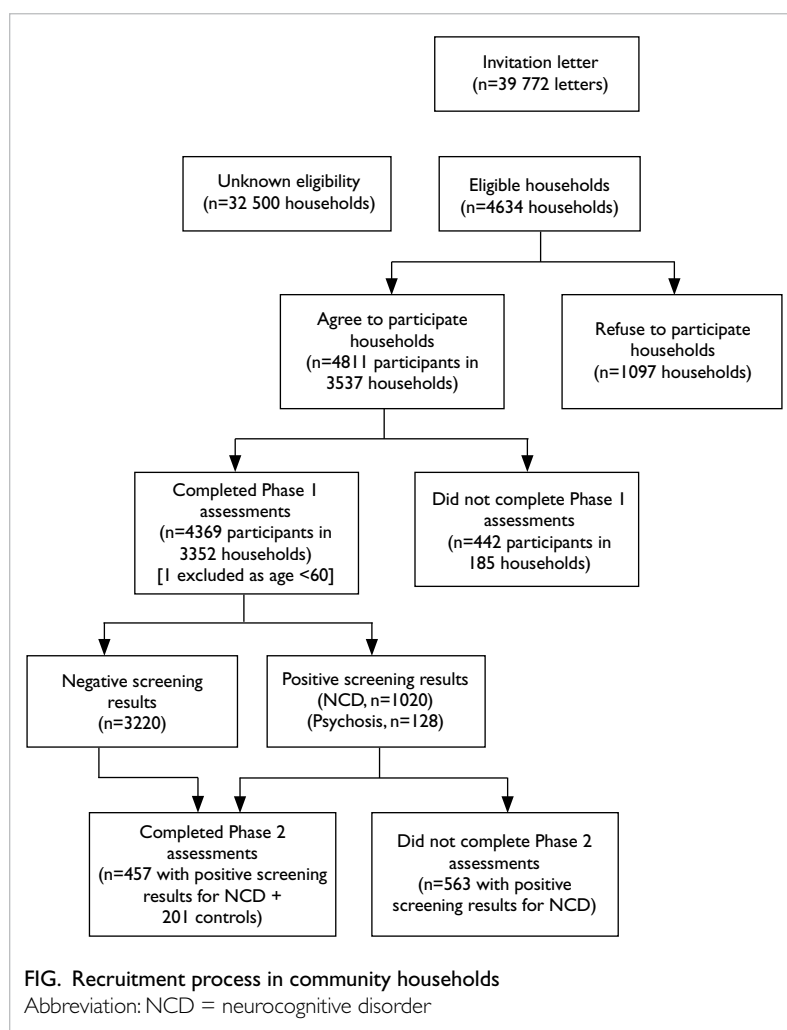 Invitation letter
(n=39 772 letters)
Unknown eligibility
(n=32 500 households)
Eligible households
(n=4634 households)
Agree to participate
households
(n=4811 participants in
3537 households)
Refuse to participate
households
(n=1097 households)
Completed Phase 1
assessments
(n=4369 participants in
3352 households)
[1 excluded as age <60]
Did not complete Phase 1
assessments
(n=442 participants in
185 households)
Negative screening
results
(n=3220)
Positive screening results
(NCD, n=1020)
(Psychosis, n=128)
Completed Phase 2
assessments
(n=457 with positive screening
results for NCD +
201 controls)
Did not complete Phase 2
assessments
(n=563 with positive
screening results for NCD)
FIG. Recruitment process in community households
Abbreviation: NCD = neurocognitive disorder